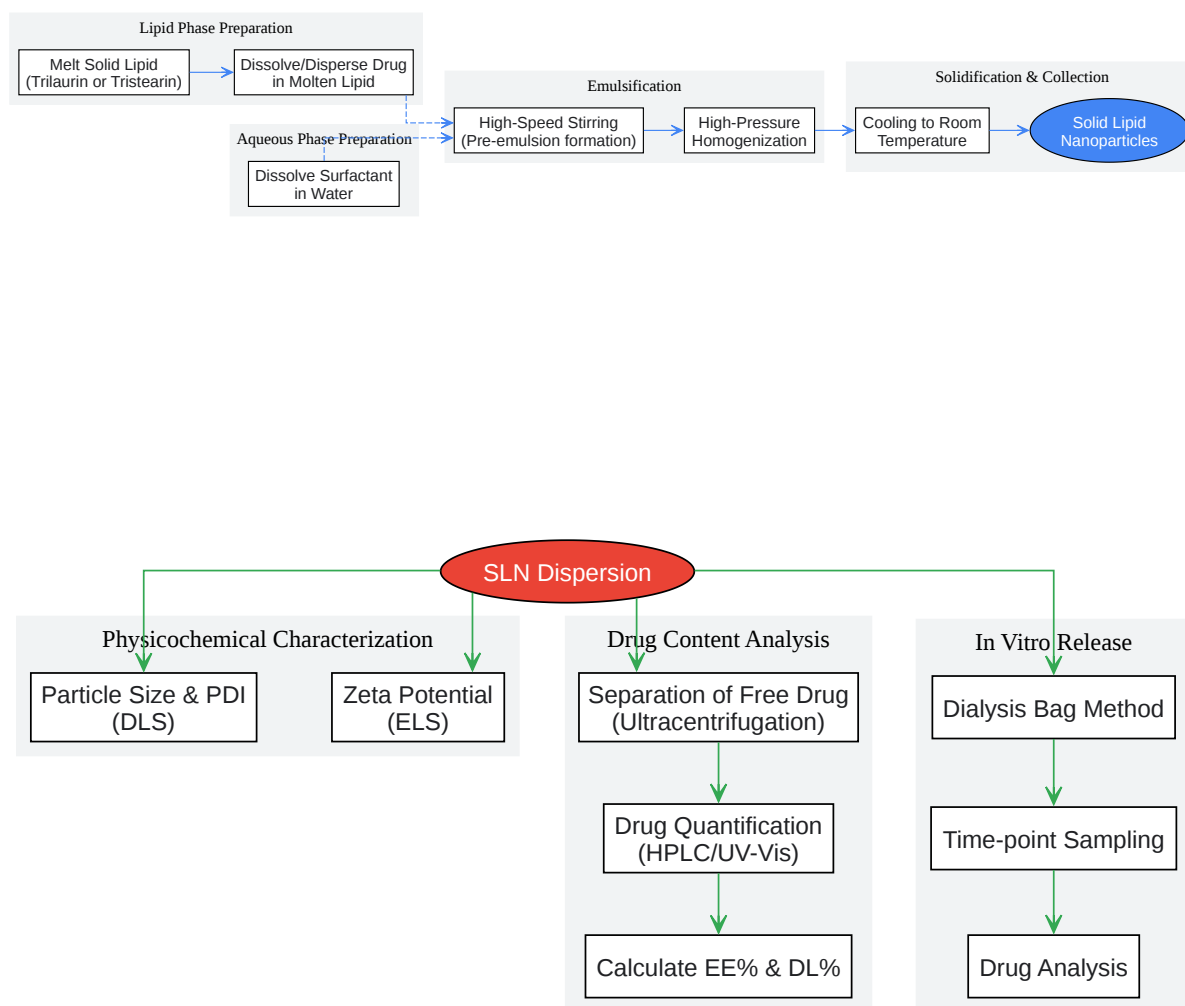 Lipid Phase Preparation
Melt Solid Lipid
(Trilaurin or Tristearin)
Dissolve/Disperse Drug
in Molten Lipid
Aqueous Phase Preparation
Dissolve Surfactant
in Water
Emulsification
High-Speed Stirring
(Pre-emulsion formation)
High-Pressure
Homogenization
Solidification & Collection
Cooling to Room
Temperature
Solid Lipid
Nanoparticles
SLN Dispersion
Physicochemical Characterization
Particle Size & PDI
(DLS)
Zeta Potential
(ELS)
Drug Content Analysis
Separation of Free Drug
(Ultracentrifugation)
Drug Quantification
(HPLC/UV-Vis)
Calculate EE% & DL%
In Vitro Release
Dialysis Bag Method
Time-point Sampling
Drug Analysis